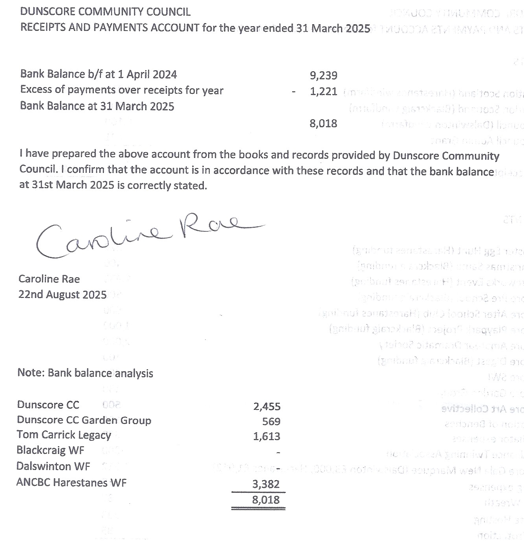 DUNSCORE COMMUNITY COUNCIL
RECEIPTS AND PAYMENTS ACCOUNT for the year ended 31 March 2025
Bank Balance b/f at 1 April 2024 9,239
Excess of payments over receipts for year - 1,221
Bank Balance at 31 March 2025
8,018
I have prepared the above account from the books and records provided by Dunscore Community
Council. I confirm that the account is in accordance with these records and that the bank balance
at 31st March 2025 is correctly stated.
Caroline Rae
Caroline Rae
22nd August 2025
Note: Bank balance analysis
Dunscore CC 2,455
Dunscore CC Garden Group 569
Tom Carrick Legacy 1,613
Blackcraig WF -
Dalswinton WF -
ANCBC Harestanes WF 3,382
8,018